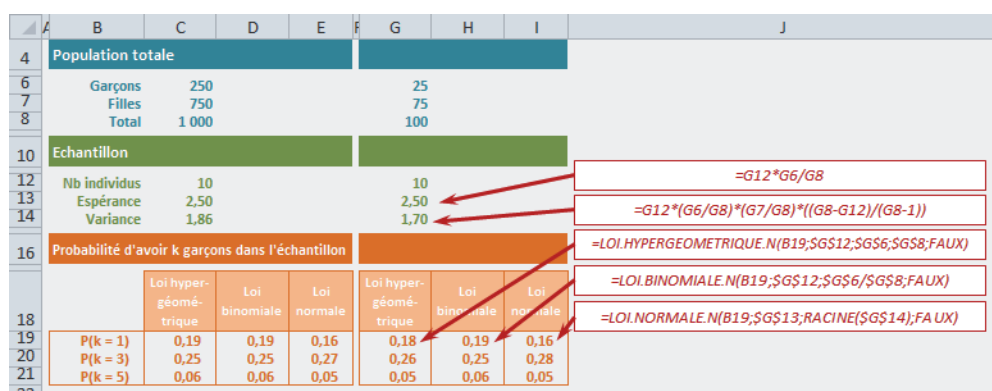 A B C D E F G H I J
4 Population totale
6 Garçons 250 25
7 Filles 750 75
8 Total 1 000 100
10 Echantillon
12 Nb individus 10 10
13 Espérance 2,50 2,50
14 Variance 1,86 1,70
=G12*G6/G8
=G12*(G6/G8)*(G7/G8)*((G8-G12)/(G8-1))
16 Probabilité d'avoir k garçons dans l'échantillon
=LOI.HYPERGEOMETRIQUE.N(B19;$G$12;$G$6;$G$8;FAUX)
=LOI.BINOMIALE.N(B19;$G$12;$G$6/$G$8;FAUX)
=LOI.NORMALE.N(B19;$G$13;RACINE($G$14);FAUX)
Loi hyper- Loi hyper-
géomé- Loi Loi géomé- Loi Loi
18 trique binomiale normale trique binomiale normale
19 P(k = 1) 0,19 0,19 0,16 0,18 0,19 0,16
20 P(k = 3) 0,25 0,25 0,27 0,26 0,25 0,28
21 P(k = 5) 0,06 0,06 0,05 0,05 0,06 0,05